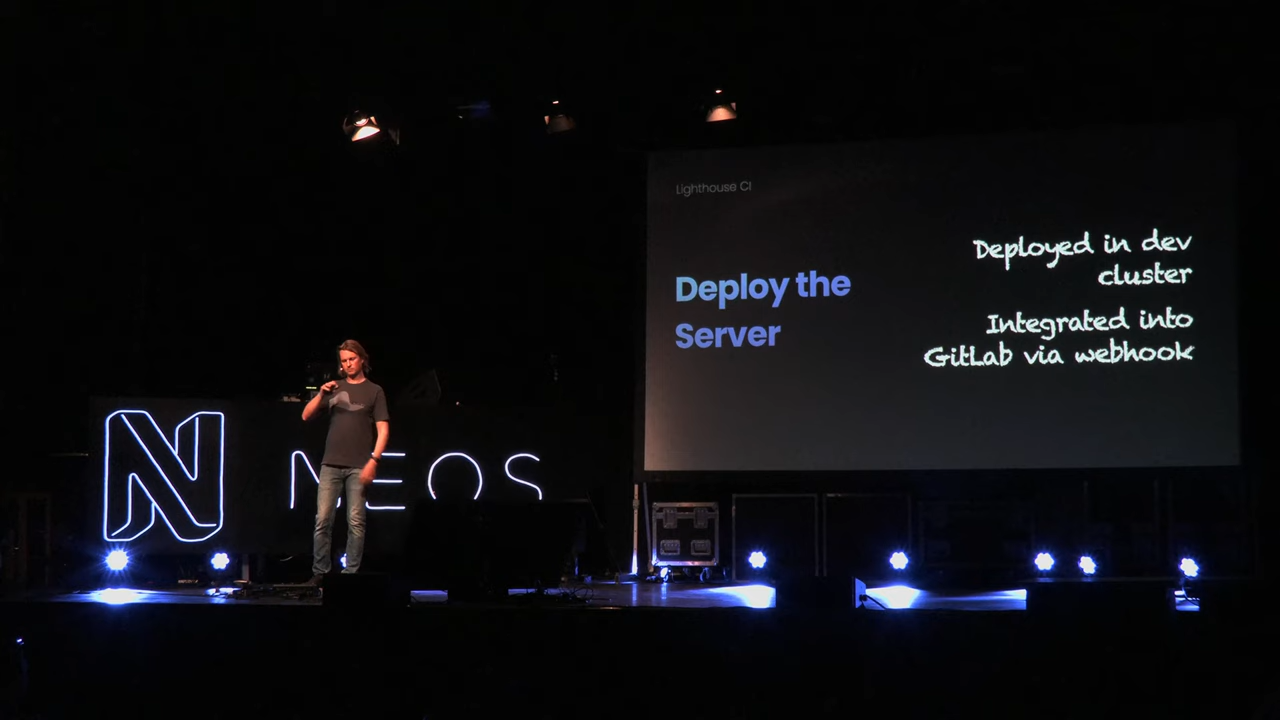 Lighthouse CI
Deploy the
Server
Deployed in dev
cluster
Integrated into
GitLab via webhook
N NEOS